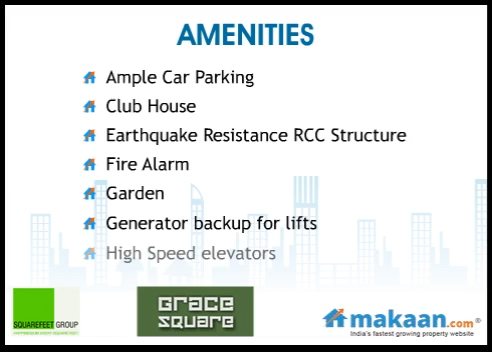 AMENITIES
Ample Car Parking
Club House
Earthquake Resistance RCC Structure
Fire Alarm
Garden
Generator backup for lifts
High Speed elevators
SQUAREFEET GROUP
GRACE
SQUARE
makaan.com®
India's fastest growing property website